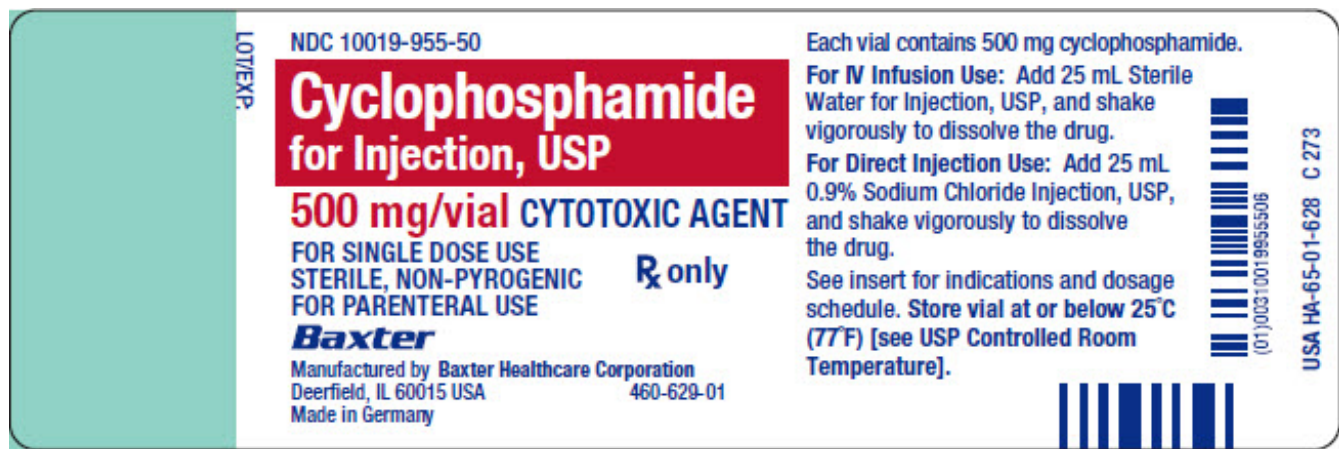 LOT/EXP.
NDC 10019-955-50
Cyclophosphamide
for Injection, USP
500 mg/vial CYTOTOXIC AGENT
FOR SINGLE DOSE USE
STERILE, NON-PYROGENIC
FOR PARENTERAL USE
Rx only
Baxter
Manufactured by Baxter Healthcare Corporation
Deerfield, IL 60015 USA 460-629-01
Made in Germany
Each vial contains 500 mg cyclophosphamide.
For IV Infusion Use: Add 25 mL Sterile
Water for Injection, USP, and shake
vigorously to dissolve the drug.
For Direct Injection Use: Add 25 mL
0.9% Sodium Chloride Injection, USP,
and shake vigorously to dissolve
the drug.
See insert for indications and dosage
schedule. Store vial at or below 25°C
(77°F) [see USP Controlled Room
Temperature].
(01)00310019955506
USA HA-65-01-628 C 273